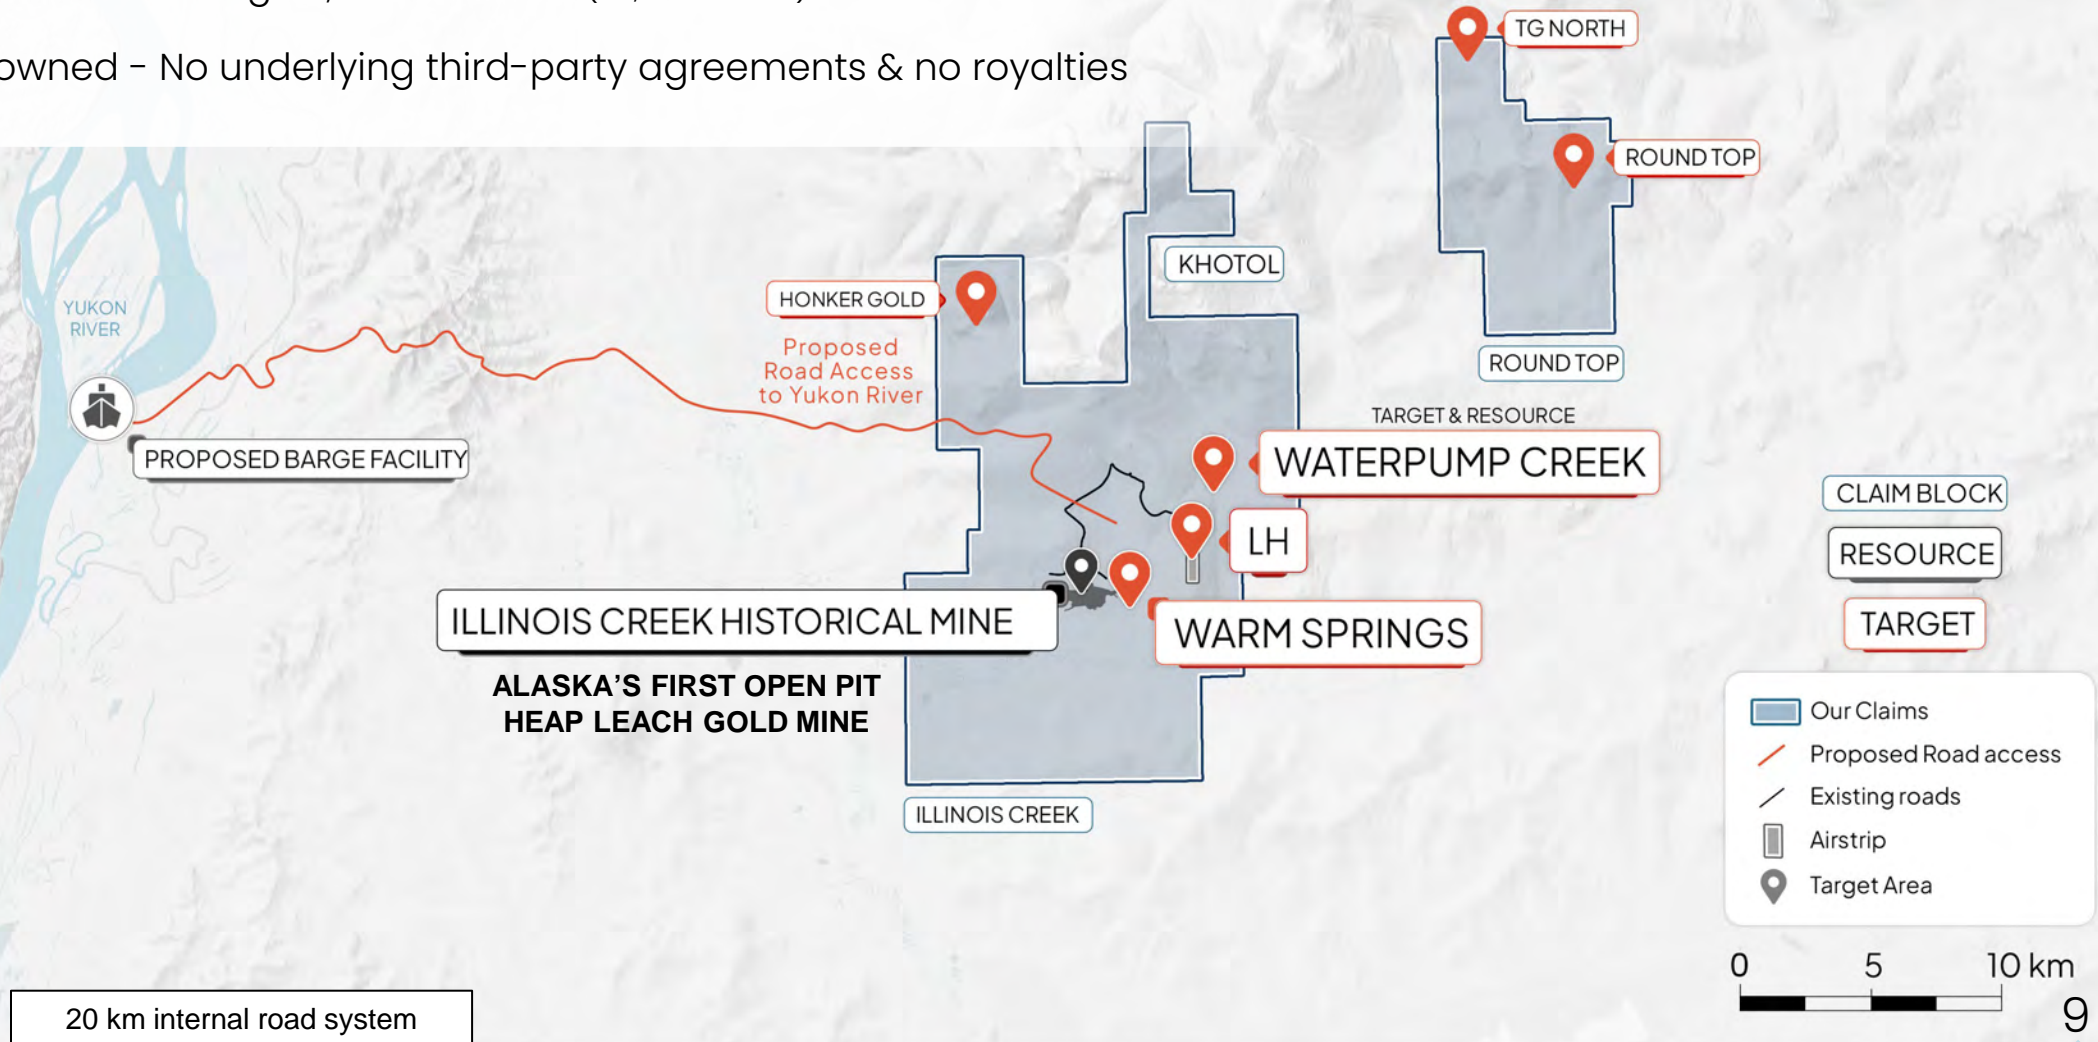 owned - No underlying third-party agreements & no royalties
TG NORTH
ROUND TOP
KHOTOL
HONKER GOLD
YUKON
RIVER
Proposed
Road Access
to Yukon River
ROUND TOP
TARGET & RESOURCE
WATERPUMP CREEK
PROPOSED BARGE FACILITY
CLAIM BLOCK
LH
RESOURCE
ILLINOIS CREEK HISTORICAL MINE
WARM SPRINGS
TARGET
ALASKA'S FIRST OPEN PIT
HEAP LEACH GOLD MINE
Our Claims
Proposed Road access
Existing roads
Airstrip
Target Area
ILLINOIS CREEK
0 5 10 km
20 km internal road system
9